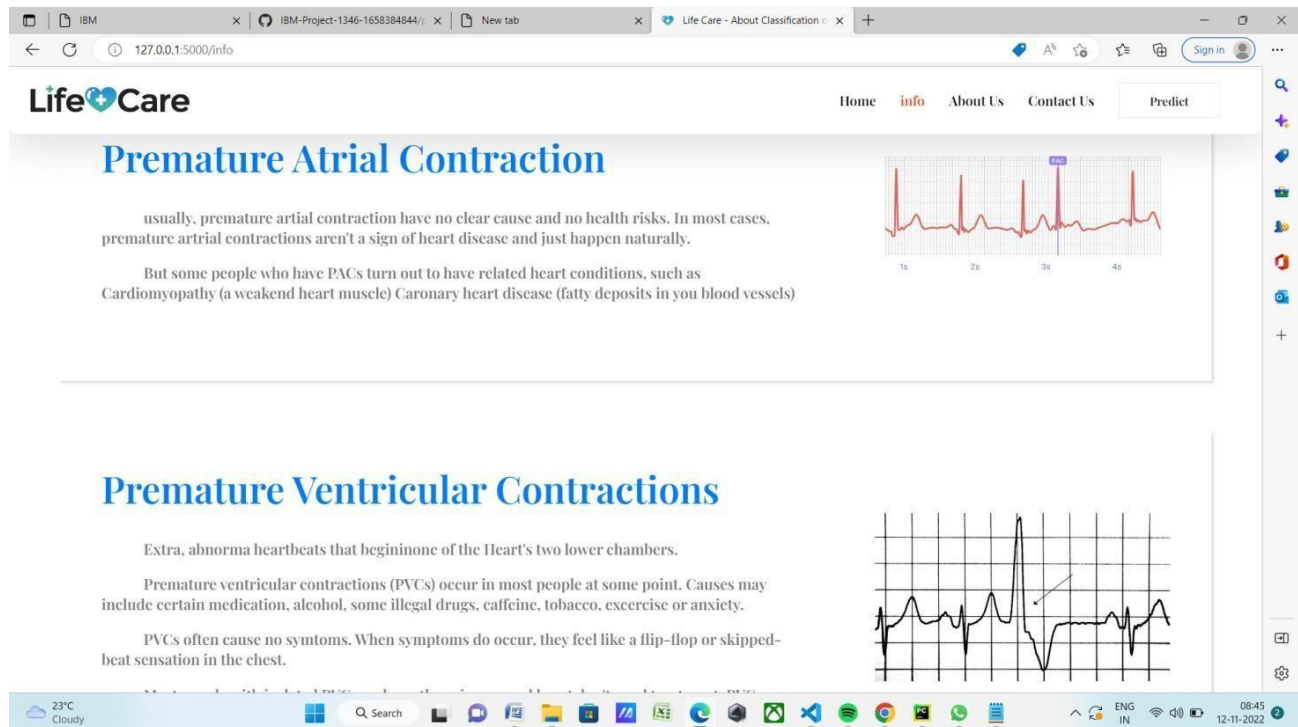 IBM
IBM-Project-1346-1658384844/
New tab
Life Care - About Classification o
127.0.0.1:5000/info
Sign in
Life Care
Home info About Us Contact Us Predict
Premature Atrial Contraction
usually, premature artial contraction have no clear cause and no health risks. In most cases,
premature artrial contractions aren't a sign of heart disease and just happen naturally.
But some people who have PACs turn out to have related heart conditions, such as
Cardiomyopathy (a weakend heart muscle) Caronary heart disease (fatty deposits in you blood vessels)
PAC
1s 2s 3s 4s
Premature Ventricular Contractions
Extra, abnorma heartbeats that begininone of the Heart's two lower chambers.
Premature ventricular contractions (PVCs) occur in most people at some point. Causes may
include certain medication, alcohol, some illegal drugs, caffeine, tobacco, excercise or anxiety.
PVCs often cause no symtoms. When symptoms do occur, they feel like a flip-flop or skipped-
beat sensation in the chest.
23°C
Cloudy
Search
ENG
IN
08:45
12-11-2022
2